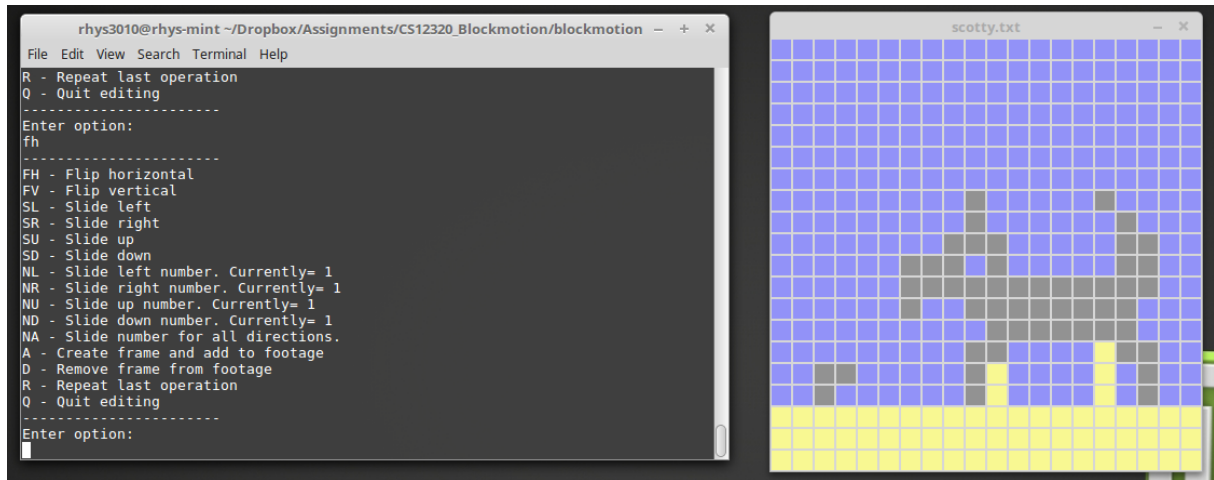 rhys3010@rhys-mint ~/Dropbox/Assignments/CS12320_Blockmotion/blockmotion
File Edit View Search Terminal Help
R - Repeat last operation
Q - Quit editing
-----------------------
Enter option:
fh
-----------------------
FH - Flip horizontal
FV - Flip vertical
SL - Slide left
SR - Slide right
SU - Slide up
SD - Slide down
NL - Slide left number. Currently= 1
NR - Slide right number. Currently= 1
NU - Slide up number. Currently= 1
ND - Slide down number. Currently= 1
NA - Slide number for all directions.
A - Create frame and add to footage
D - Remove frame from footage
R - Repeat last operation
Q - Quit editing
-----------------------
Enter option:
scotty.txt